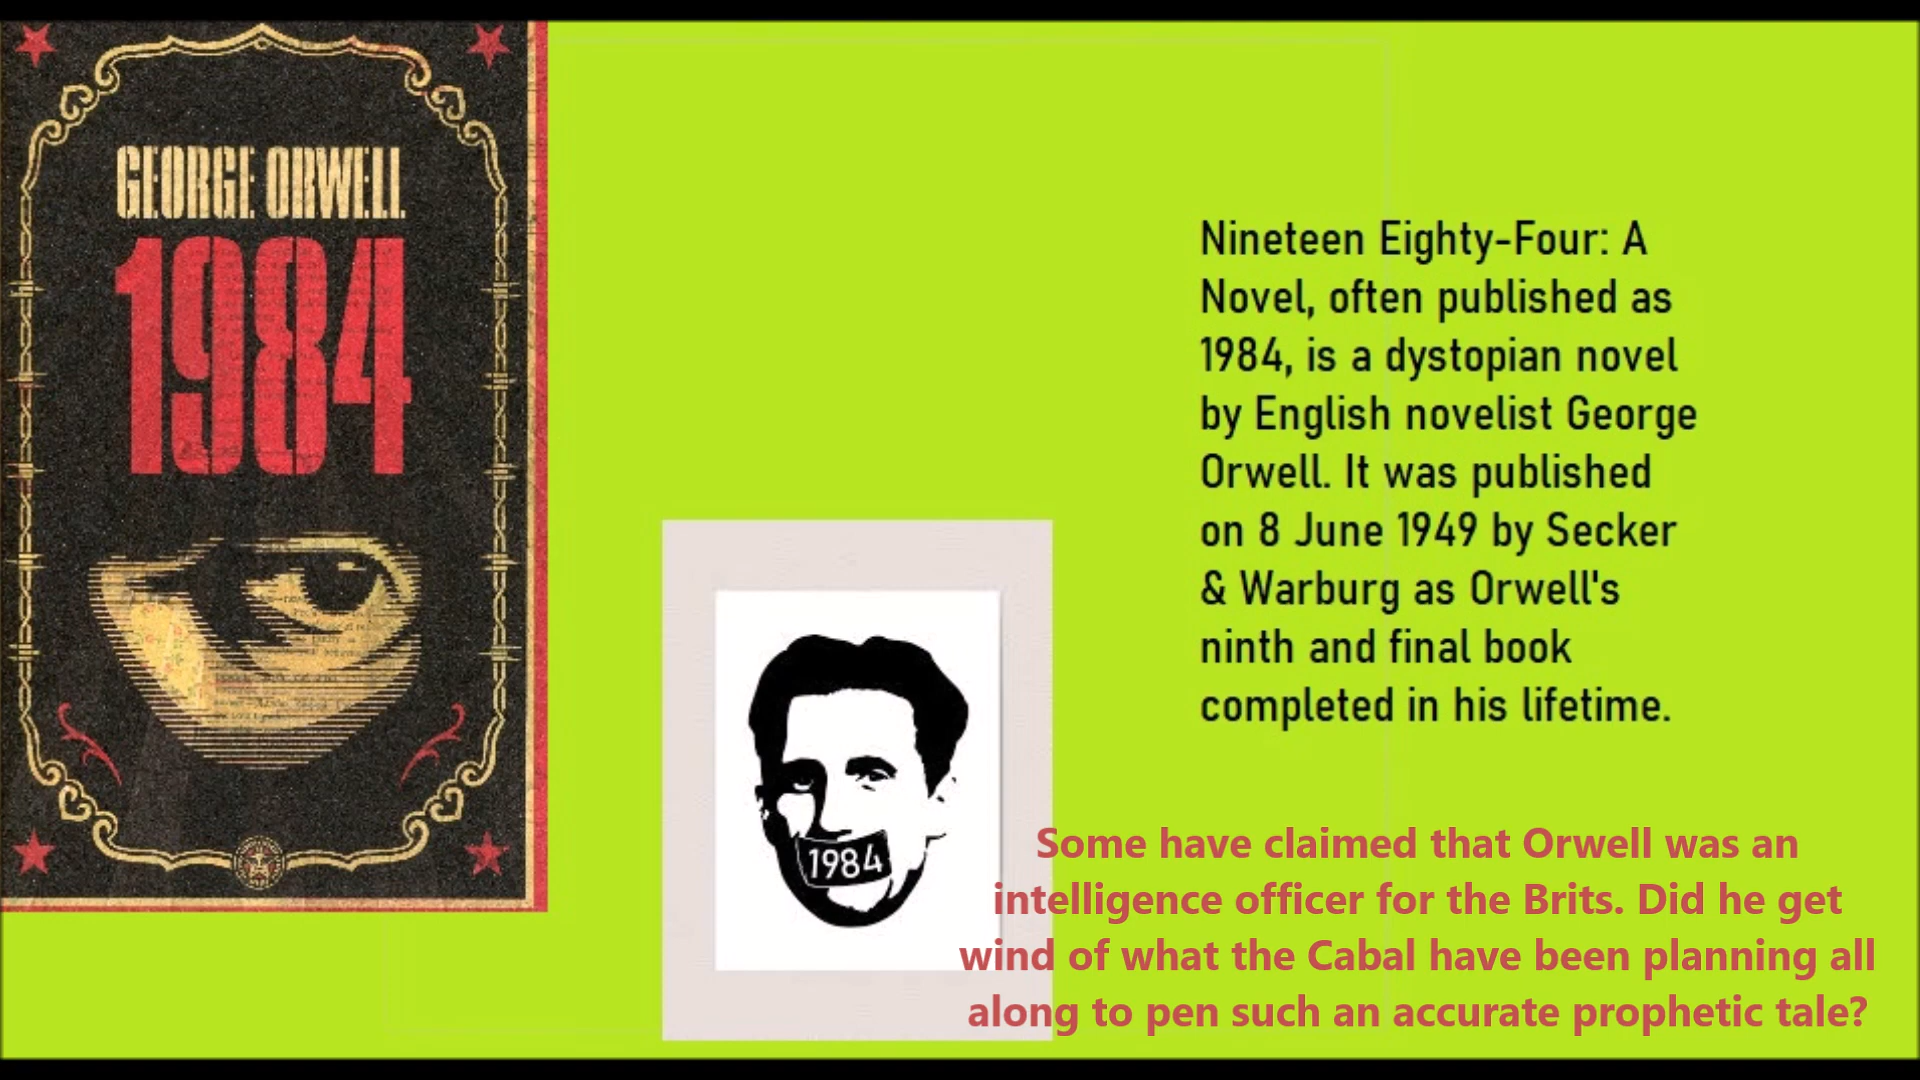 GEORGE ORWELL
1984
Nineteen Eighty-Four: A
Novel, often published as
1984, is a dystopian novel
by English novelist George
Orwell. It was published
on 8 June 1949 by Secker
& Warburg as Orwell's
ninth and final book
completed in his lifetime.
1984
Some have claimed that Orwell was an
intelligence officer for the Brits. Did he get
wind of what the Cabal have been planning all
along to pen such an accurate prophetic tale?